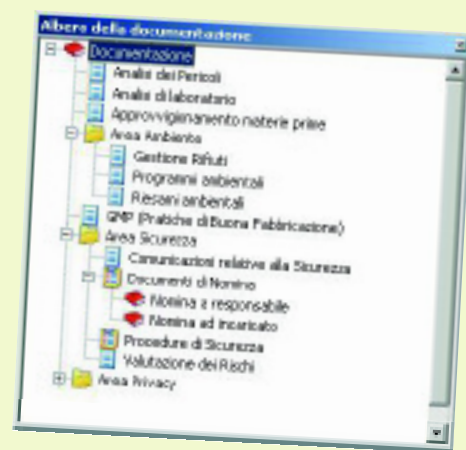 Albero della documentazione
Documentazione
Analisi dei Pericoli
Analisi di laboratorio
Approvvigionamento materie prime
Area Ambiente
Gestione Rifiuti
Programmi ambientali
Riesami ambientali
GMP (Pratiche di Buona Fabbricazione)
Area Sicurezza
Comunicazioni relative alla Sicurezza
Documenti di Nomina
Nomina a responsabile
Nomina ad incaricato
Procedure di Sicurezza
Valutazione dei Rischi
Area Privacy